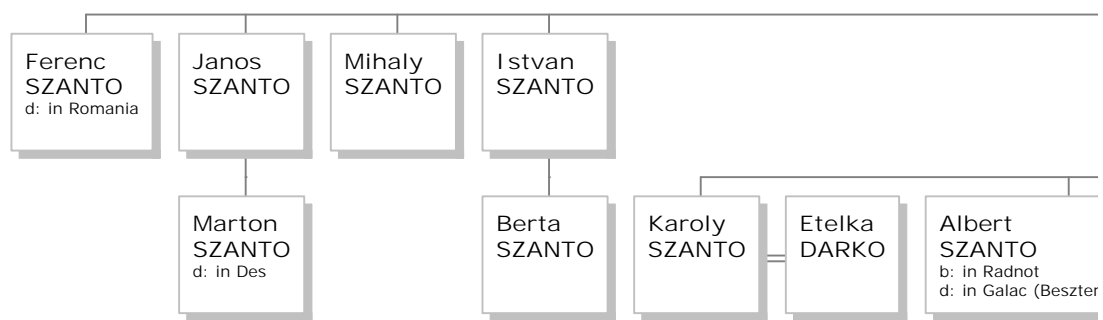 Ferenc
SZANTO
d: in Romania
Janos
SZANTO
Mihaly
SZANTO
Istvan
SZANTO
Marton
SZANTO
d: in Des
Berta
SZANTO
Karoly
SZANTO
Etelka
DARKO
Albert
SZANTO
b: in Radnot
d: in Galac (Beszter